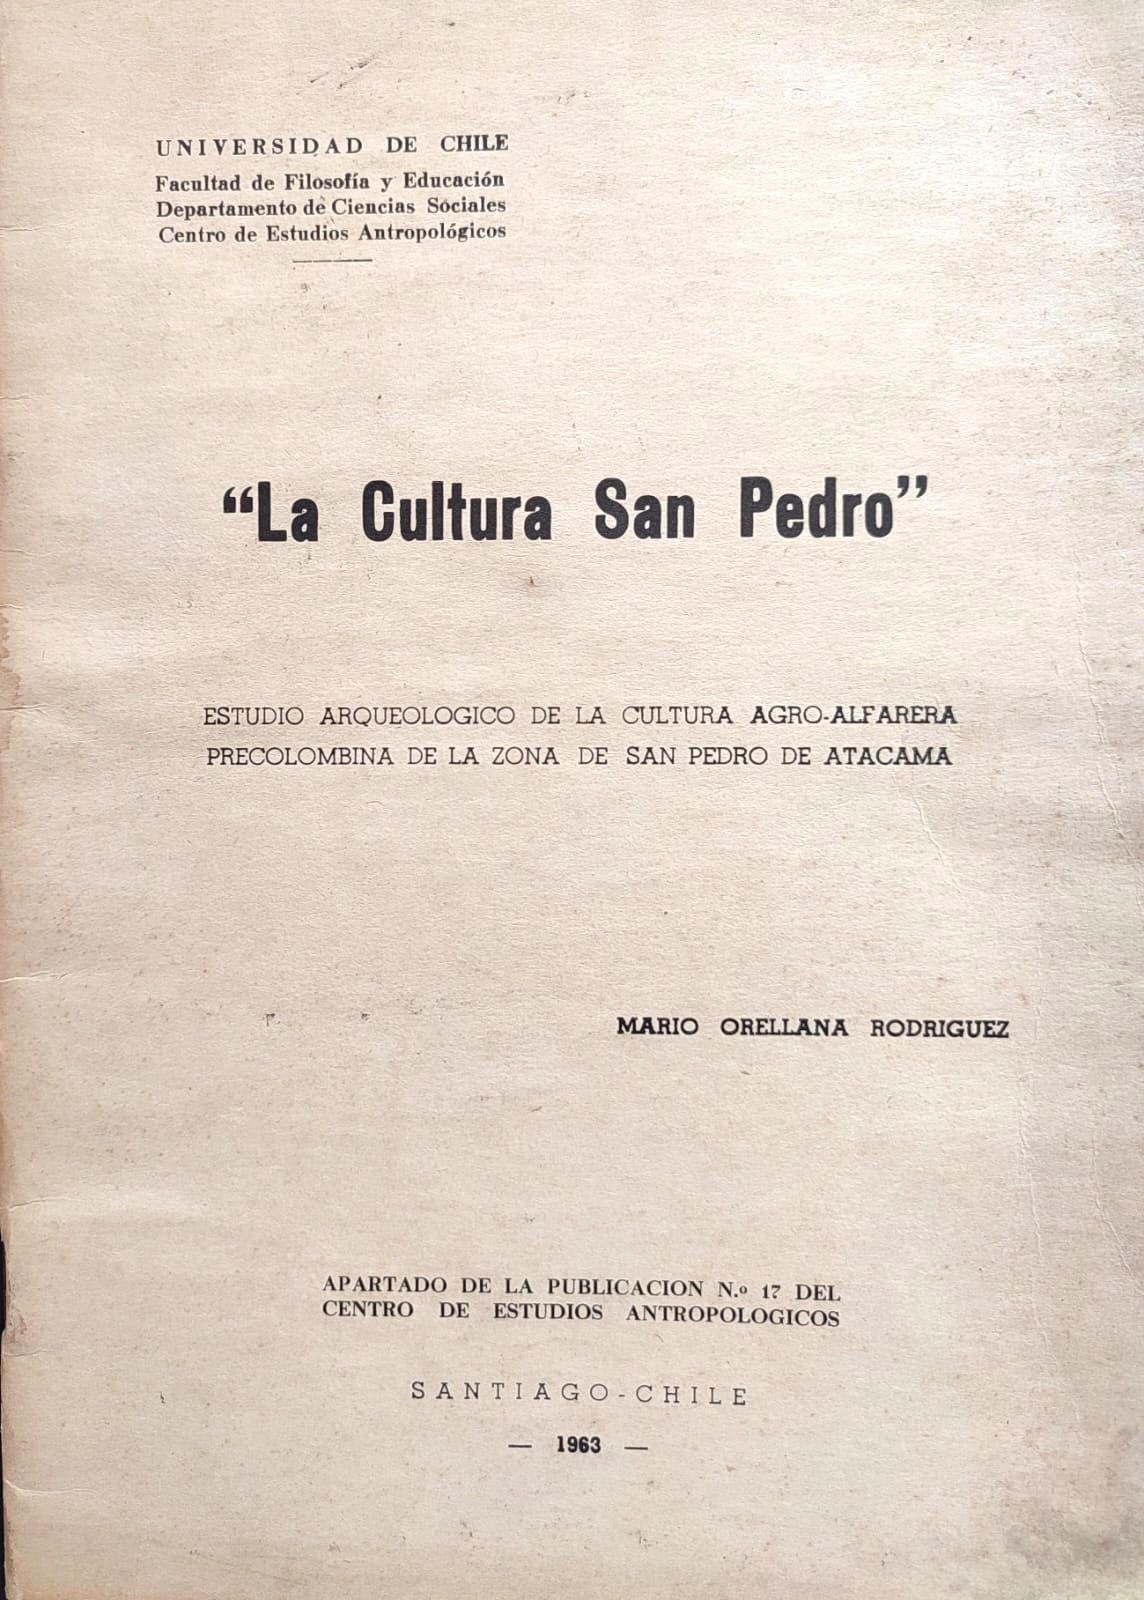 UNIVERSIDAD DE CHILE
Facultad de Filosofía y Educación
Departamento de Ciencias Sociales
Centro de Estudios Antropológicos
“La Cultura San Pedro”
ESTUDIO ARQUEOLOGICO DE LA CULTURA AGRO-ALFARERA
PRECOLOMBINA DE LA ZONA DE SAN PEDRO DE ATACAMA
MARIO ORELLANA RODRIGUEZ
APARTADO DE LA PUBLICACION N.º 17 DEL
CENTRO DE ESTUDIOS ANTROPOLOGICOS
SANTIAGO-CHILE
— 1963 —